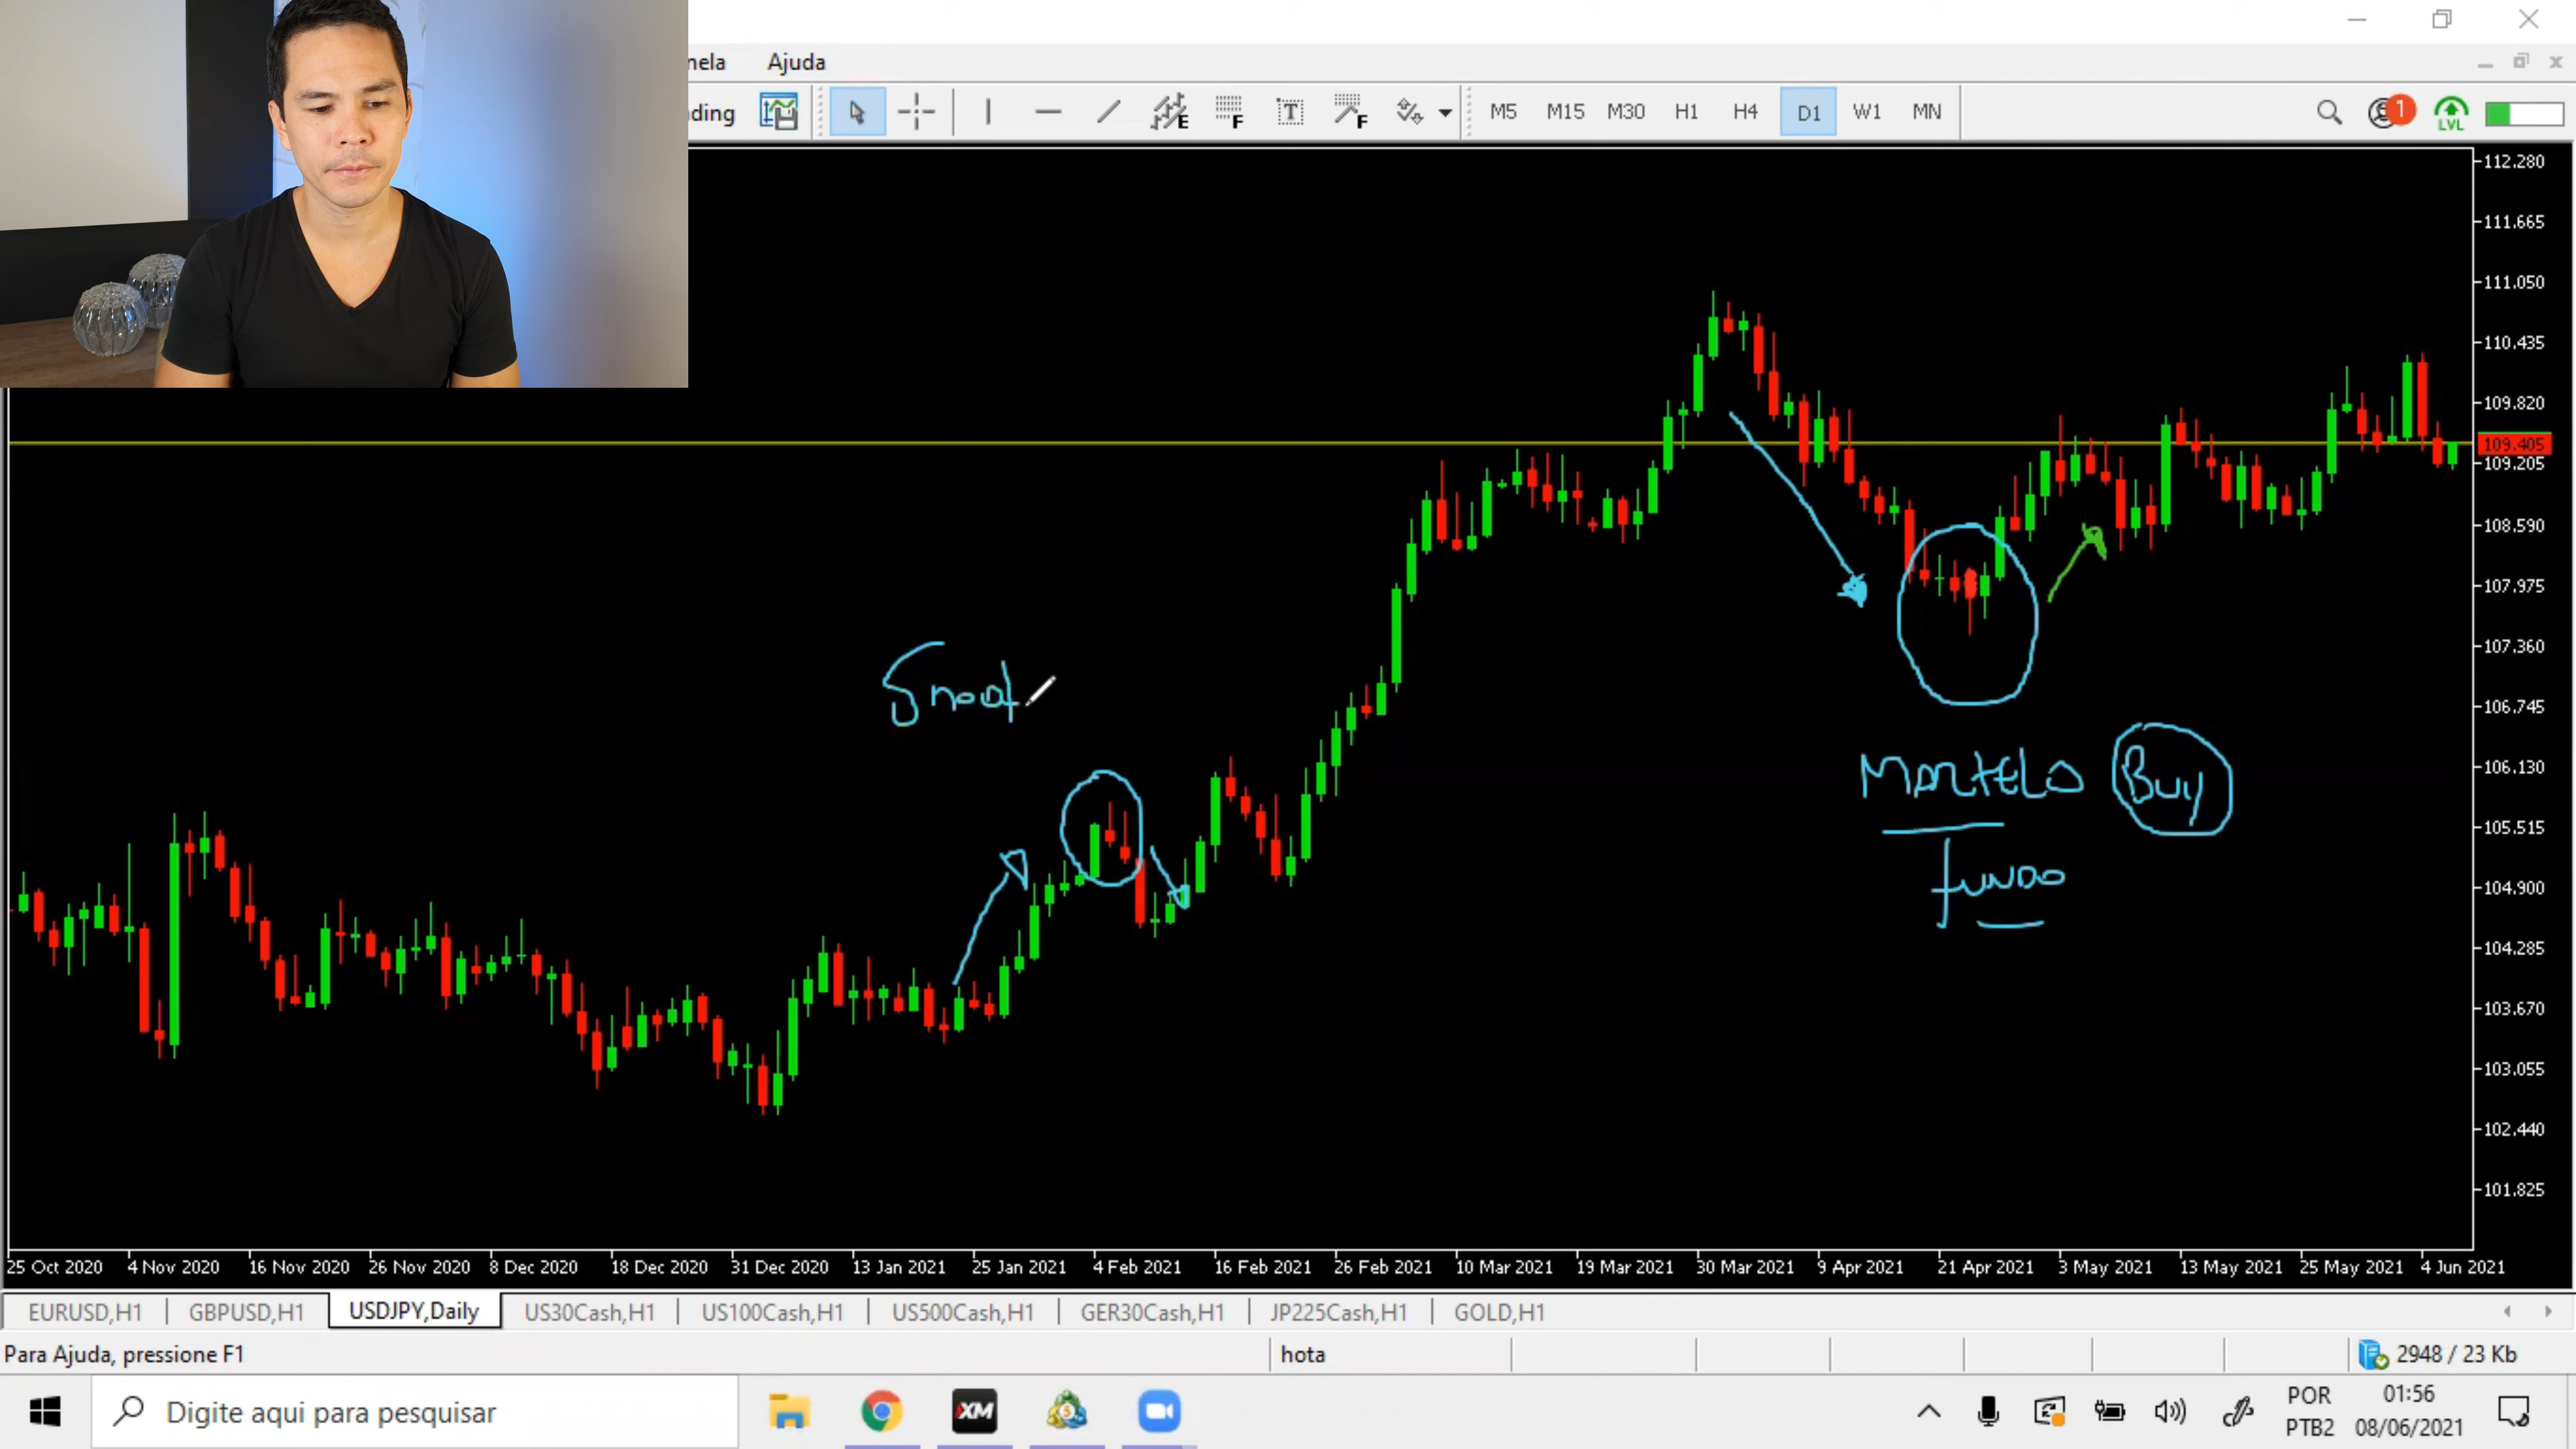 nela Ajuda
ding E F T F M5 M15 M30 H1 H4 D1 W1 MN 1 LVL
112.280
111.665
111.050
110.435
109.820
109.405
109.205
108.590
107.975
107.360
106.745
106.130
105.515
104.900
104.285
103.670
103.055
102.440
101.825
MARTELO Buy
fundo
25 Oct 2020 4 Nov 2020 16 Nov 2020 26 Nov 2020 8 Dec 2020 18 Dec 2020 31 Dec 2020 13 Jan 2021 25 Jan 2021 4 Feb 2021 16 Feb 2021 26 Feb 2021 10 Mar 2021 19 Mar 2021 30 Mar 2021 9 Apr 2021 21 Apr 2021 3 May 2021 13 May 2021 25 May 2021 4 Jun 2021
EURUSD,H1 GBPUSD,H1 USDJPY,Daily US30Cash,H1 US100Cash,H1 US500Cash,H1 GER30Cash,H1 JP225Cash,H1 GOLD,H1
Para Ajuda, pressione F1 hota 2948 / 23 Kb
Digite aqui para pesquisar XM POR 01:56
PTB2 08/06/2021